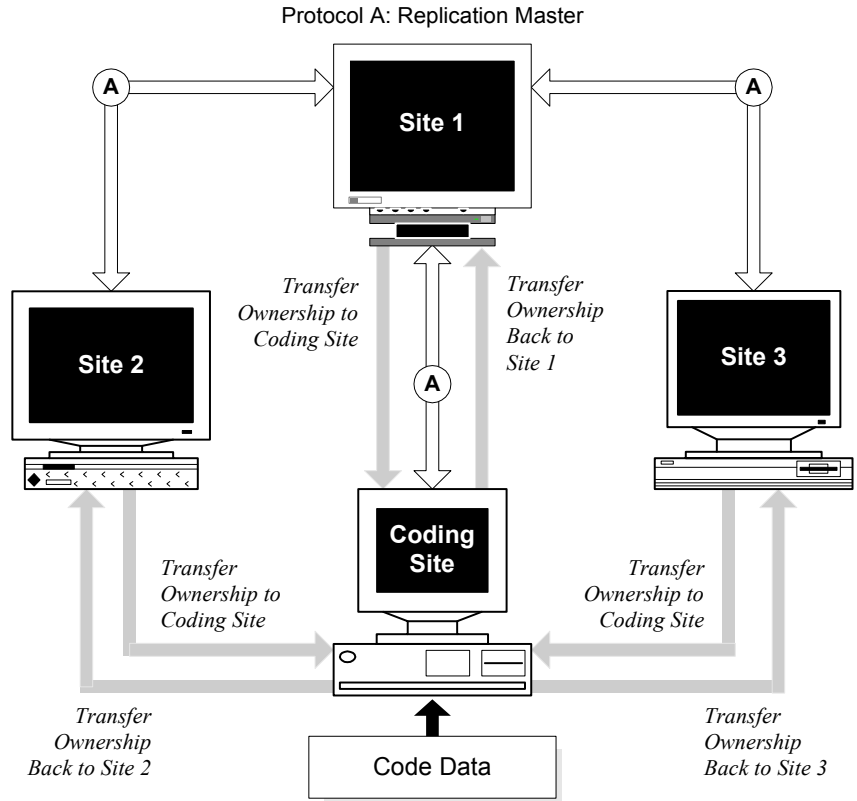 Protocol A: Replication Master
A
Site 1
A
Transfer
Ownership to
Coding Site
Transfer
Ownership
Back to
Site 1
Site 2
Site 3
A
Coding
Site
Transfer
Ownership to
Coding Site
Transfer
Ownership to
Coding Site
Transfer
Ownership
Back to Site 2
Transfer
Ownership
Back to Site 3
Code Data